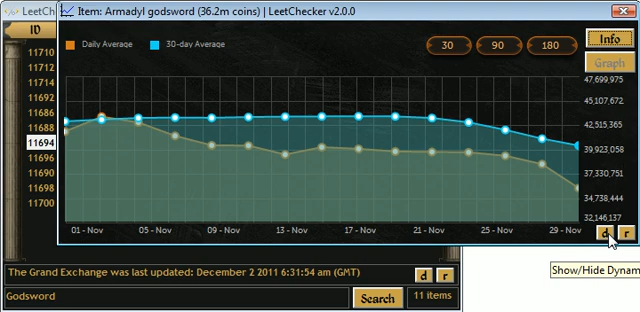 LeetChe
Item: Armadyl godsword (36.2m coins) | LeetChecker v2.0.0
ID
Daily Average
30-day Average
30 90 180
Info
Graph
11710
11712
11714
11692
11686
11688
11694
11696
11690
11698
11700
47,699,975
45,107,672
42,515,365
39,923,058
37,330,751
34,738,444
32,146,137
01 - Nov 05 - Nov 09 - Nov 13 - Nov 17 - Nov 21 - Nov 25 - Nov 29 - Nov
d r
Show/Hide Dynam
The Grand Exchange was last updated: December 2 2011 6:31:54 am (GMT)
d r
Godsword
Search
11 items